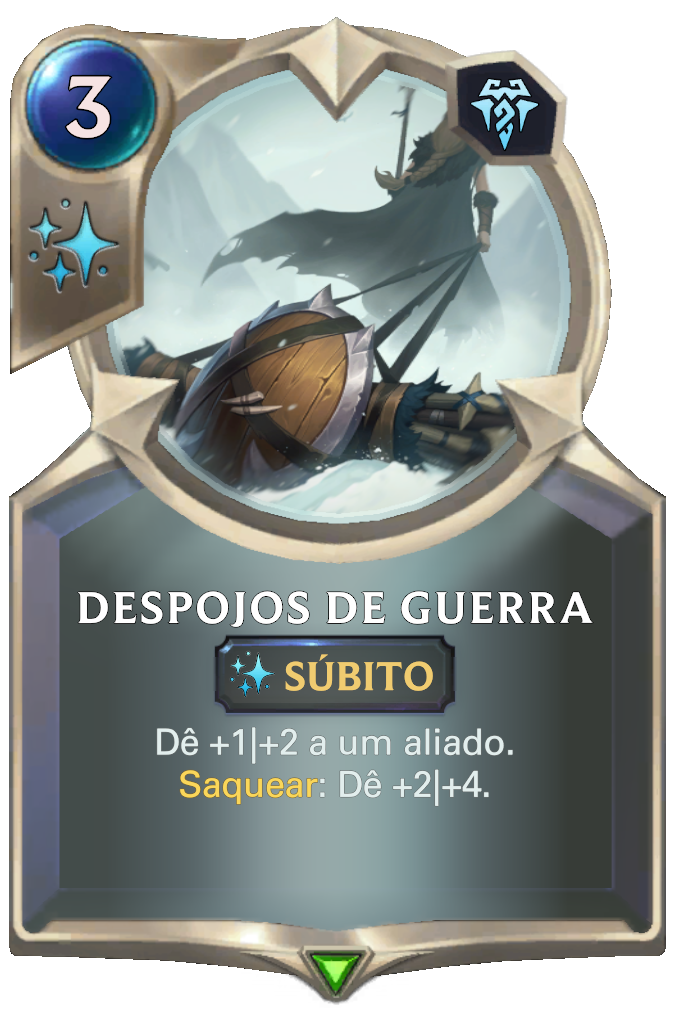 3
DESPOJOS DE GUERRA
SÚBITO
Dê +1|+2 a um aliado.
Saquear: Dê +2|+4.